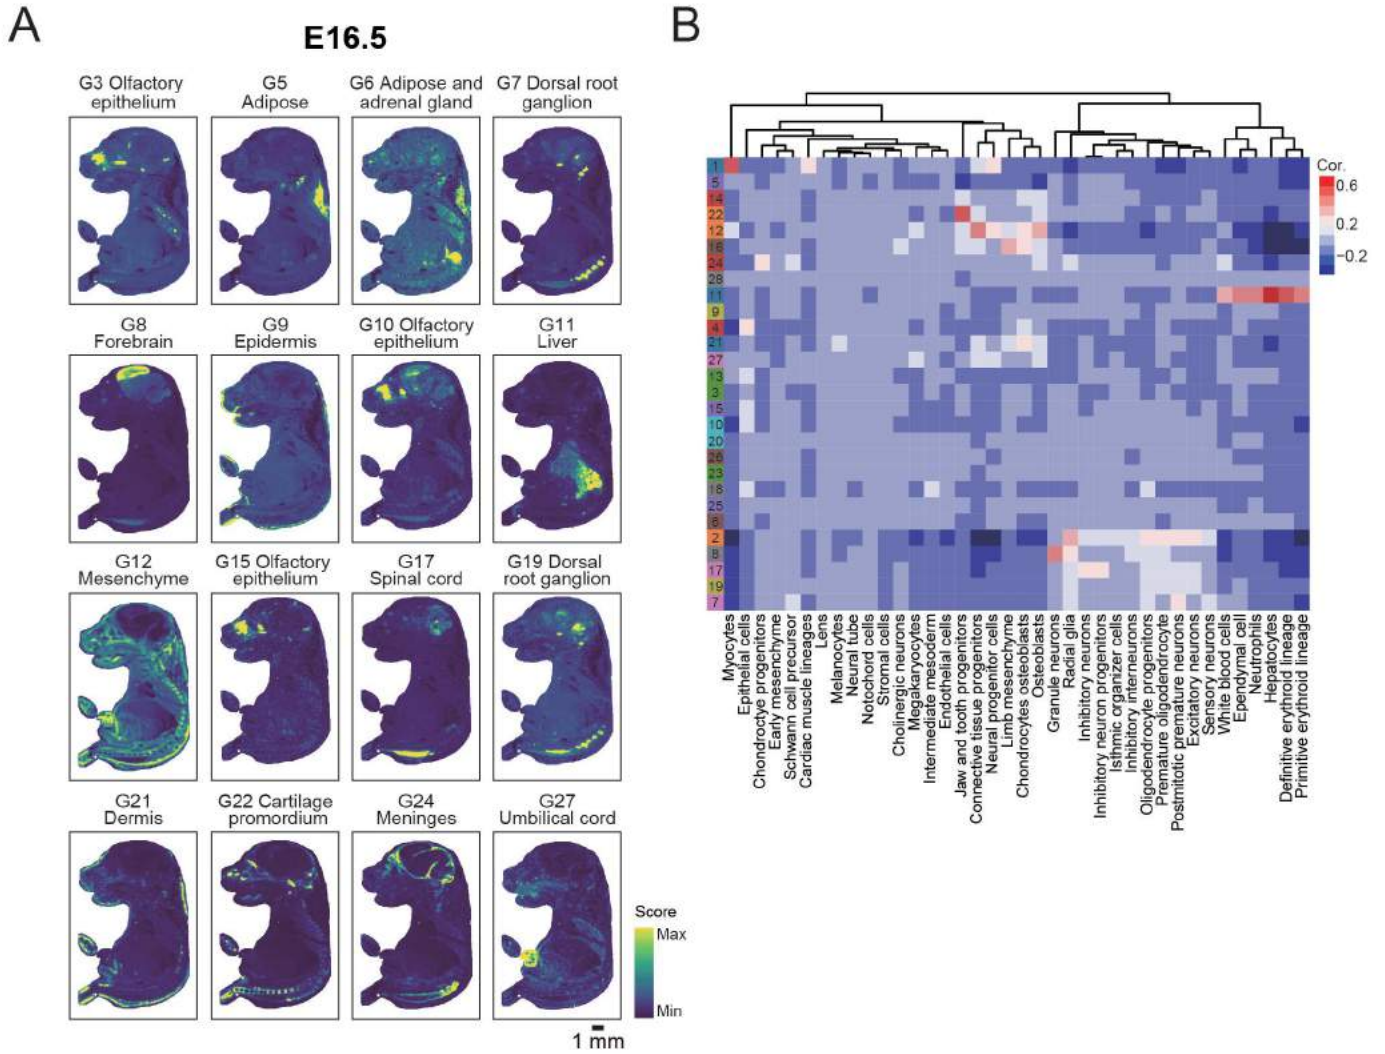 A
B
E16.5
G3 Olfactory
epithelium
G5
Adipose
G6 Adipose and
adrenal gland
G7 Dorsal root
ganglion
G8
Forebrain
G9
Epidermis
G10 Olfactory
epithelium
G11
Liver
G12
Mesenchyme
G15 Olfactory
epithelium
G17
Spinal cord
G19 Dorsal
root ganglion
G21
Dermis
G22 Cartilage
promordium
G24
Meninges
G27
Umbilical cord
Score
Max
Min
1 mm
Cor.
0.6
0.2
−0.2
1
5
14
22
12
16
24
28
11
9
4
21
27
13
3
15
10
20
26
23
18
25
6
2
8
17
19
7
Myocytes
Epithelial cells
Chondroctye progenitors
Early mesenchyme
Schwann cell precursor
Cardiac muscle lineages
Lens
Melanocytes
Neural tube
Notochord cells
Stromal cells
Cholinergic neurons
Megakaryocytes
Intermediate mesoderm
Endothelial cells
Jaw and tooth progenitors
Connective tissue progenitors
Neural progenitor cells
Limb mesenchyme
Chondrocytes osteoblasts
Osteoblasts
Granule neurons
Radial glia
Inhibitory neurons
Inhibitory neuron progenitors
Isthmic organizer cells
Inhibitory interneurons
Oligodendrocyte progenitors
Premature oligodendrocyte
Postmitotic premature neurons
Excitatory neurons
Sensory neurons
White blood cells
Ependymal cell
Neutrophils
Hepatocytes
Definitive erythroid lineage
Primitive erythroid lineage